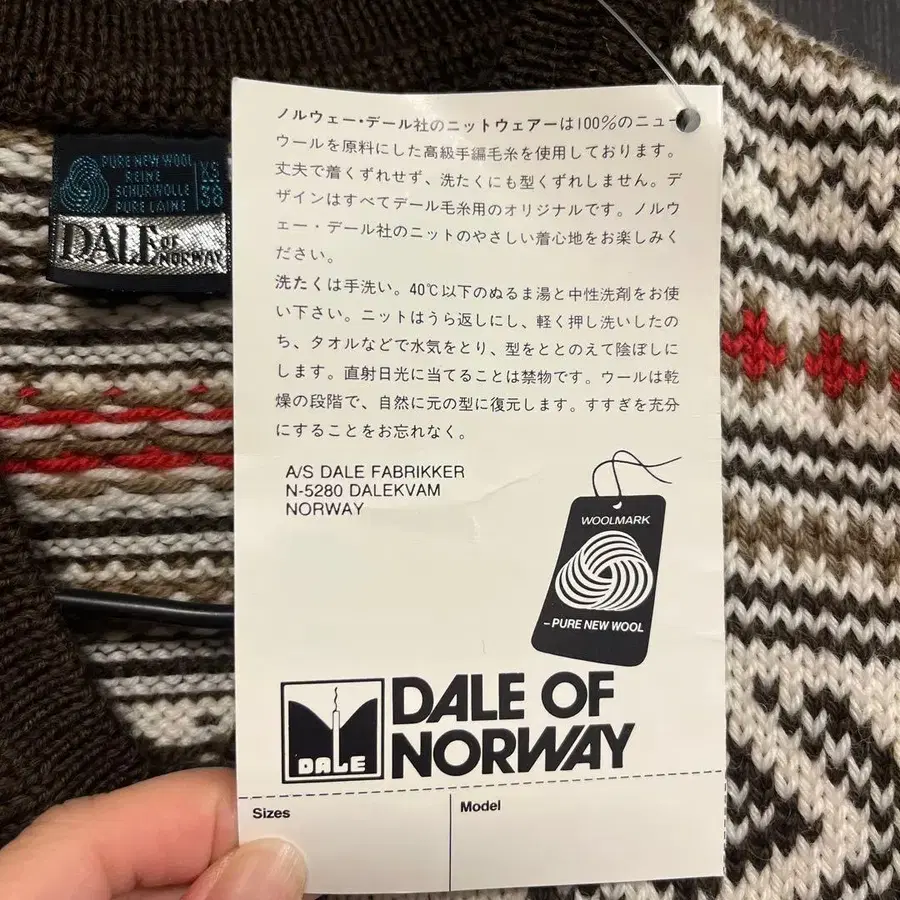 PURE NEW WOOL
REINE
SCHURWOLLE
PURE LAINE
XS
38
DALE OF
NORWAY
ノルウェー・デール社のニットウェアーは100%のニュー
ウールを原料にした高級手編毛糸を使用しております。
丈夫で着くずれせず、洗たくにも型くずれしません。デ
ザインはすべてデール毛糸用のオリジナルです。ノルウ
ェー・デール社のニットのやさしい着心地をお楽しみく
ださい。
洗たくは手洗い。40℃以下のぬるま湯と中性洗剤をお使
い下さい。ニットはうら返しにし、軽く押し洗いしたの
ち、タオルなどで水気をとり、型をととのえて陰ぼしに
します。直射日光に当てることは禁物です。ウールは乾
燥の段階で、自然に元の型に復元します。すすぎを充分
にすることをお忘れなく。
A/S DALE FABRIKKER
N-5280 DALEKVAM
NORWAY
WOOLMARK
- PURE NEW WOOL
DALE
DALE OF
NORWAY
Sizes
Model